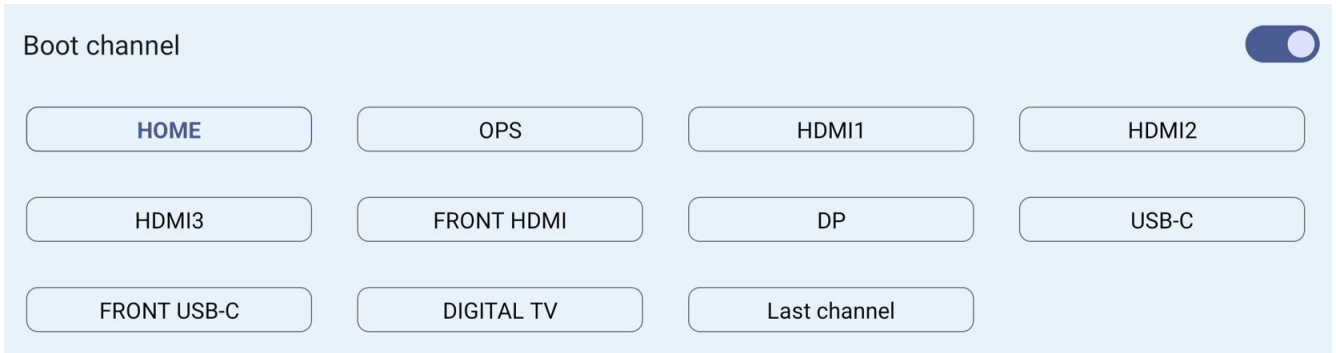 Boot channel
HOME OPS HDMI1 HDMI2
HDMI3 FRONT HDMI DP USB-C
FRONT USB-C DIGITAL TV Last channel